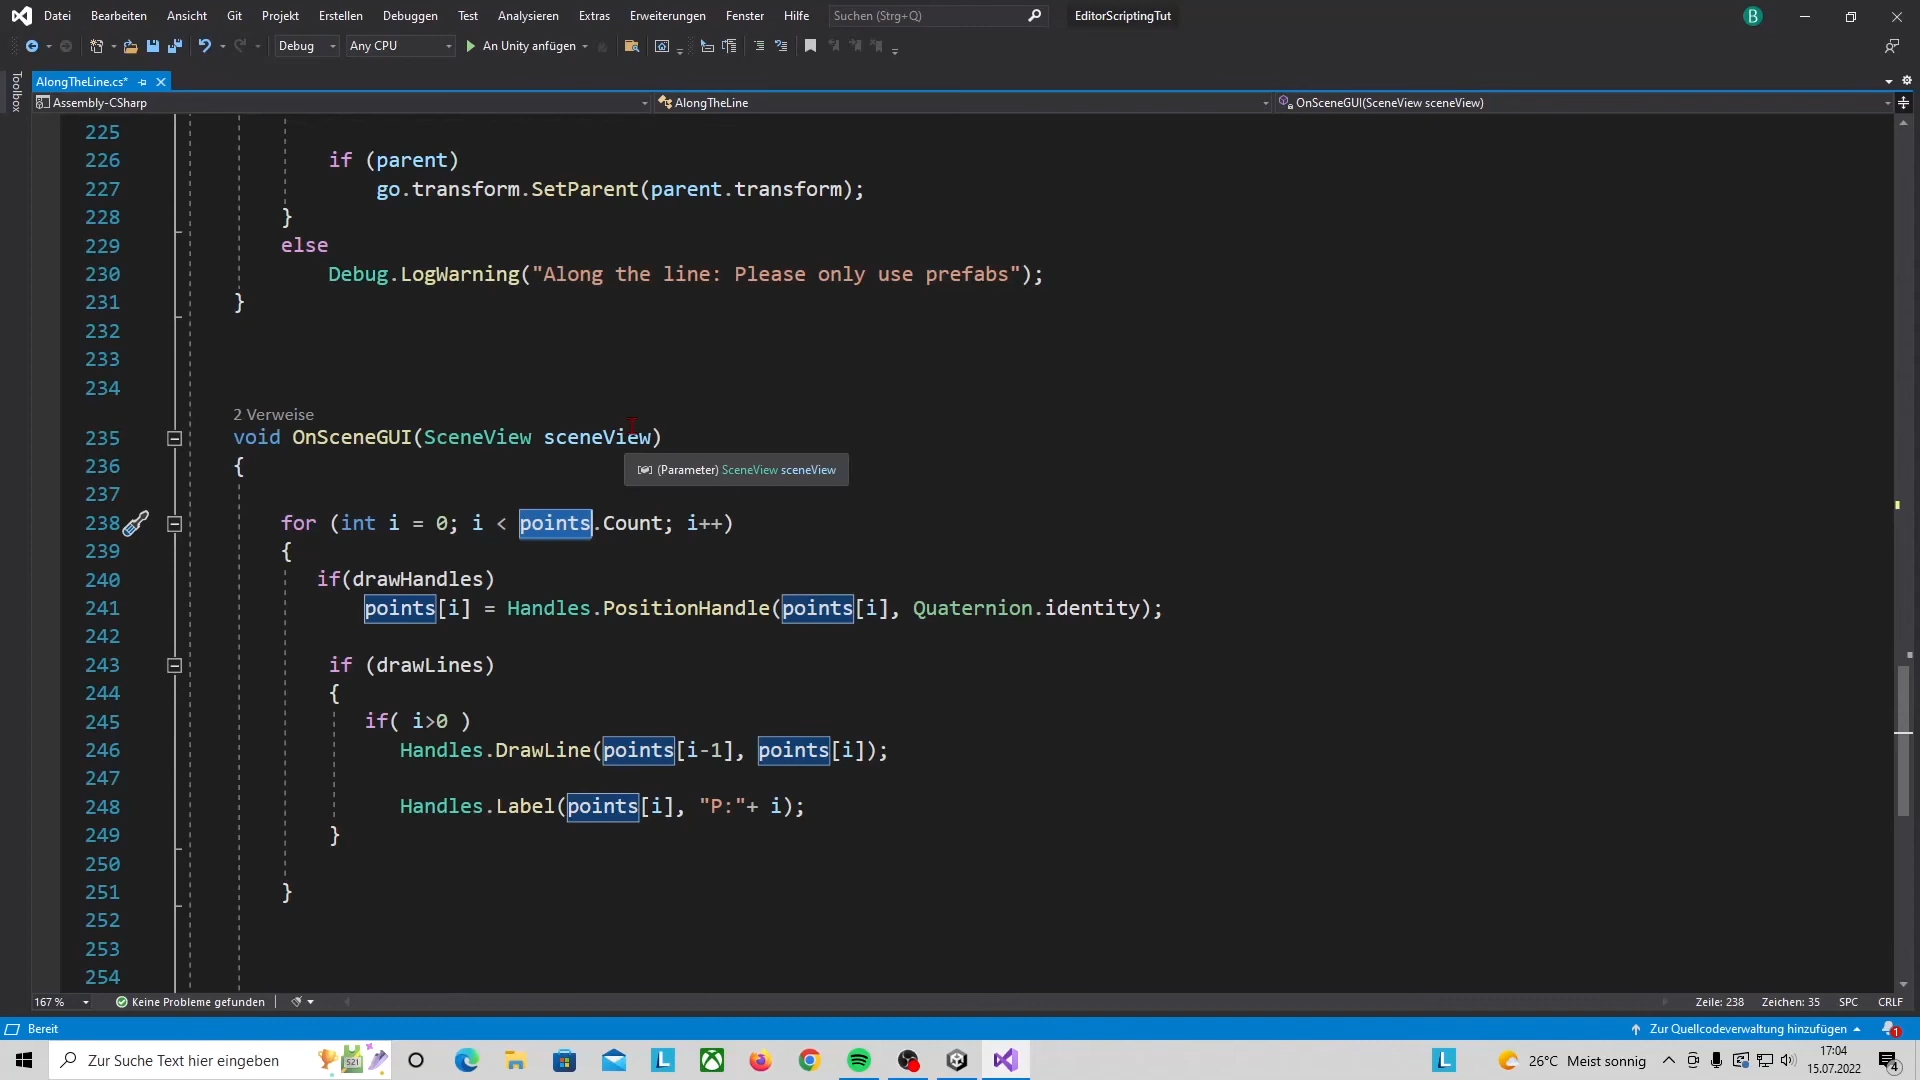 Datei Bearbeiten Ansicht Git Projekt Erstellen Debuggen Test Analysieren Extras Erweiterungen Fenster Hilfe Suchen (Strg+Q) EditorScriptingTut B
Debug Any CPU An Unity anfügen
Toolbox
AlongTheLine.cs*
Assembly-CSharp AlongTheLine OnSceneGUI(SceneView sceneView)
225
226 if (parent)
227 go.transform.SetParent(parent.transform);
228 }
229 else
230 Debug.LogWarning("Along the line: Please only use prefabs");
231 }
232
233
234
2 Verweise
235 void OnSceneGUI(SceneView sceneView)
236 {
(Parameter) SceneView sceneView
237
238 for (int i = 0; i < points.Count; i++)
239 {
240 if(drawHandles)
241 points[i] = Handles.PositionHandle(points[i], Quaternion.identity);
242
243 if (drawLines)
244 {
245 if( i>0 )
246 Handles.DrawLine(points[i-1], points[i]);
247
248 Handles.Label(points[i], "P:"+ i);
249 }
250
251 }
252
253
254
167 % Keine Probleme gefunden Zeile: 238 Zeichen: 35 SPC CRLF
Bereit Zur Quellcodeverwaltung hinzufügen 1
Zur Suche Text hier eingeben 521 L L 26°C Meist sonnig 17:04
15.07.2022 4